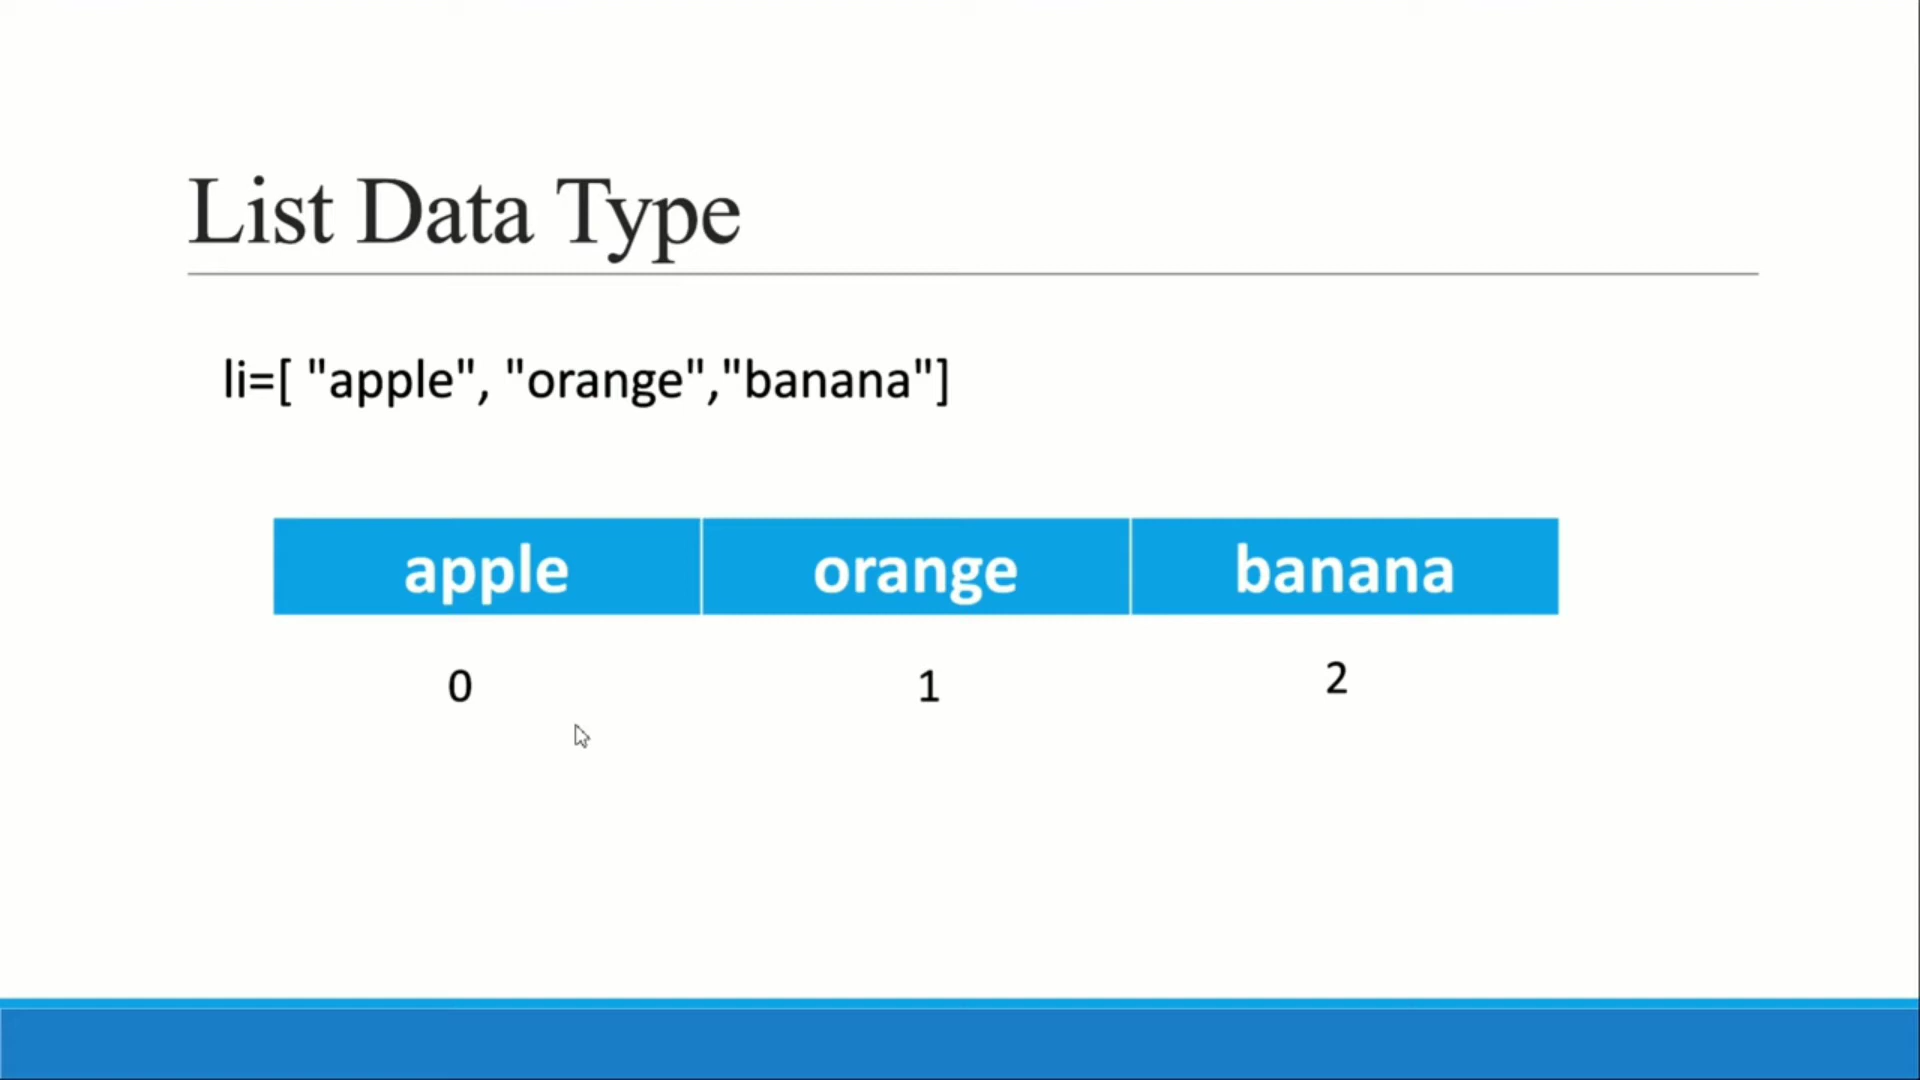 List Data Type
li=[ "apple", "orange","banana"]
apple orange banana
0 1 2